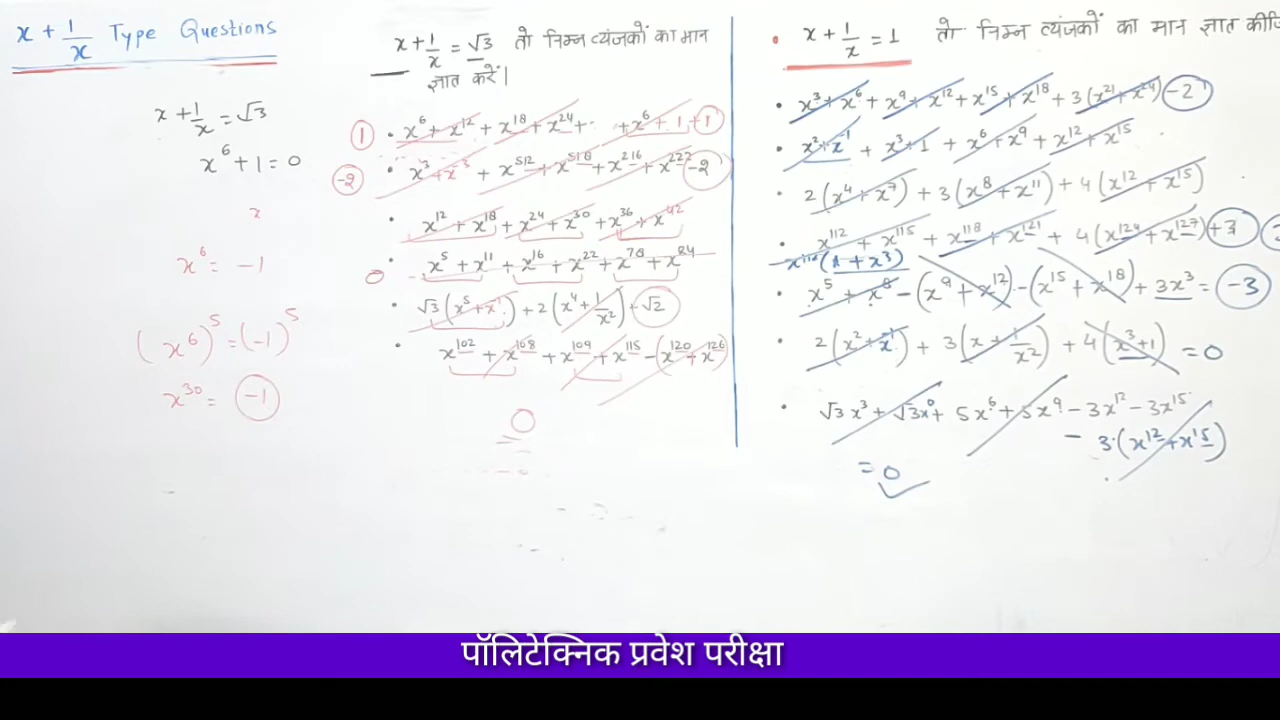 x + 1/x Type Questions
x + 1/x = √3
x⁶ + 1 = 0
x
x⁶ = -1
(x⁶)⁵ = (-1)⁵
x³⁰ = -1
x + 1/x = √3 तो निम्न व्यंजकों का मान
ज्ञात करें।
① • x⁶ + x¹² + x¹⁸ + x²⁴ + .. + x⁶ + 1 + 1
-2 • x³ + x⁻³ + x⁵¹² + x⁵¹⁸ + x²¹⁶ + x²²² - 2
• x¹² + x¹⁸ + x²⁴ + x³⁰ + x³⁶ + x⁴²
0 • x⁵ + x¹¹ + x¹⁶ + x²² + x⁷⁸ + x⁸⁴
• √3(x⁵ + x⁻¹) + 2(x⁴ + 1/x²) + √2
• x¹⁰² + x¹⁰⁸ + x¹⁰⁹ + x¹¹⁵ - (x¹²⁰ + x¹²⁶)
0
• x + 1/x = 1 तो निम्न व्यंजकों का मान ज्ञात
• x³ + x⁶ + x⁹ + x¹² + x¹⁵ + x¹⁸ + 3(x²¹ + x²⁴) - 2
• x² + x⁻¹ + x³ + 1 + x⁶ + x⁹ + x¹² + x¹⁵
2(x⁴ + x⁷) + 3(x⁸ + x¹¹) + 4(x¹² + x¹⁵)
• x¹¹² + x¹¹⁵ + x¹¹⁸ + x¹²¹ + 4(x¹²⁴ + x¹²⁷) + 3
x¹¹²(1 + x³)
• x⁵ + x⁸ - (x⁹ + x¹²) - (x¹⁵ + x¹⁸) + 3x³ = -3
• 2(x² + x⁻¹) + 3(x + 1/x²) + 4(x³ + 1) = 0
• √3x³ + √3x⁰ + 5x⁶ + 5x⁹ - 3x¹² - 3x¹⁵
- 3(x¹² + x¹⁵)
= 0
पॉलिटेक्निक प्रवेश परीक्षा